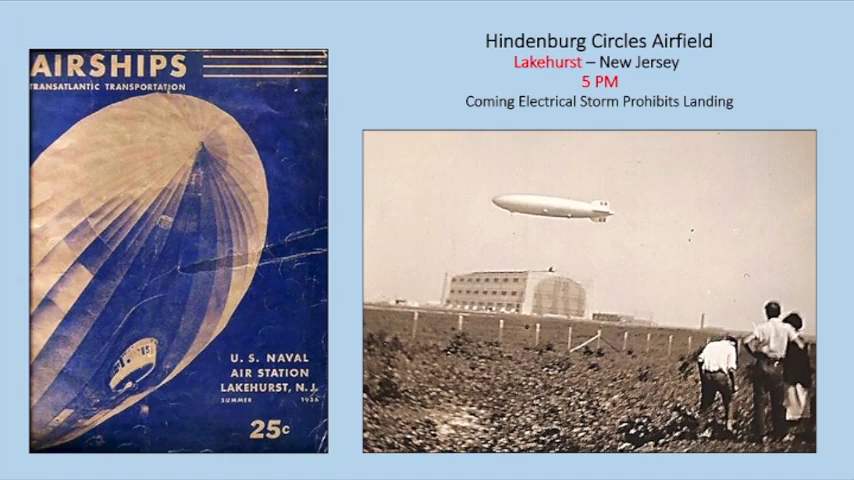 Hindenburg Circles Airfield
Lakehurst – New Jersey
5 PM
Coming Electrical Storm Prohibits Landing
AIRSHIPS
TRANSATLANTIC TRANSPORTATION
U. S. NAVAL
AIR STATION
LAKEHURST, N. J.
SUMMER 1936
25c